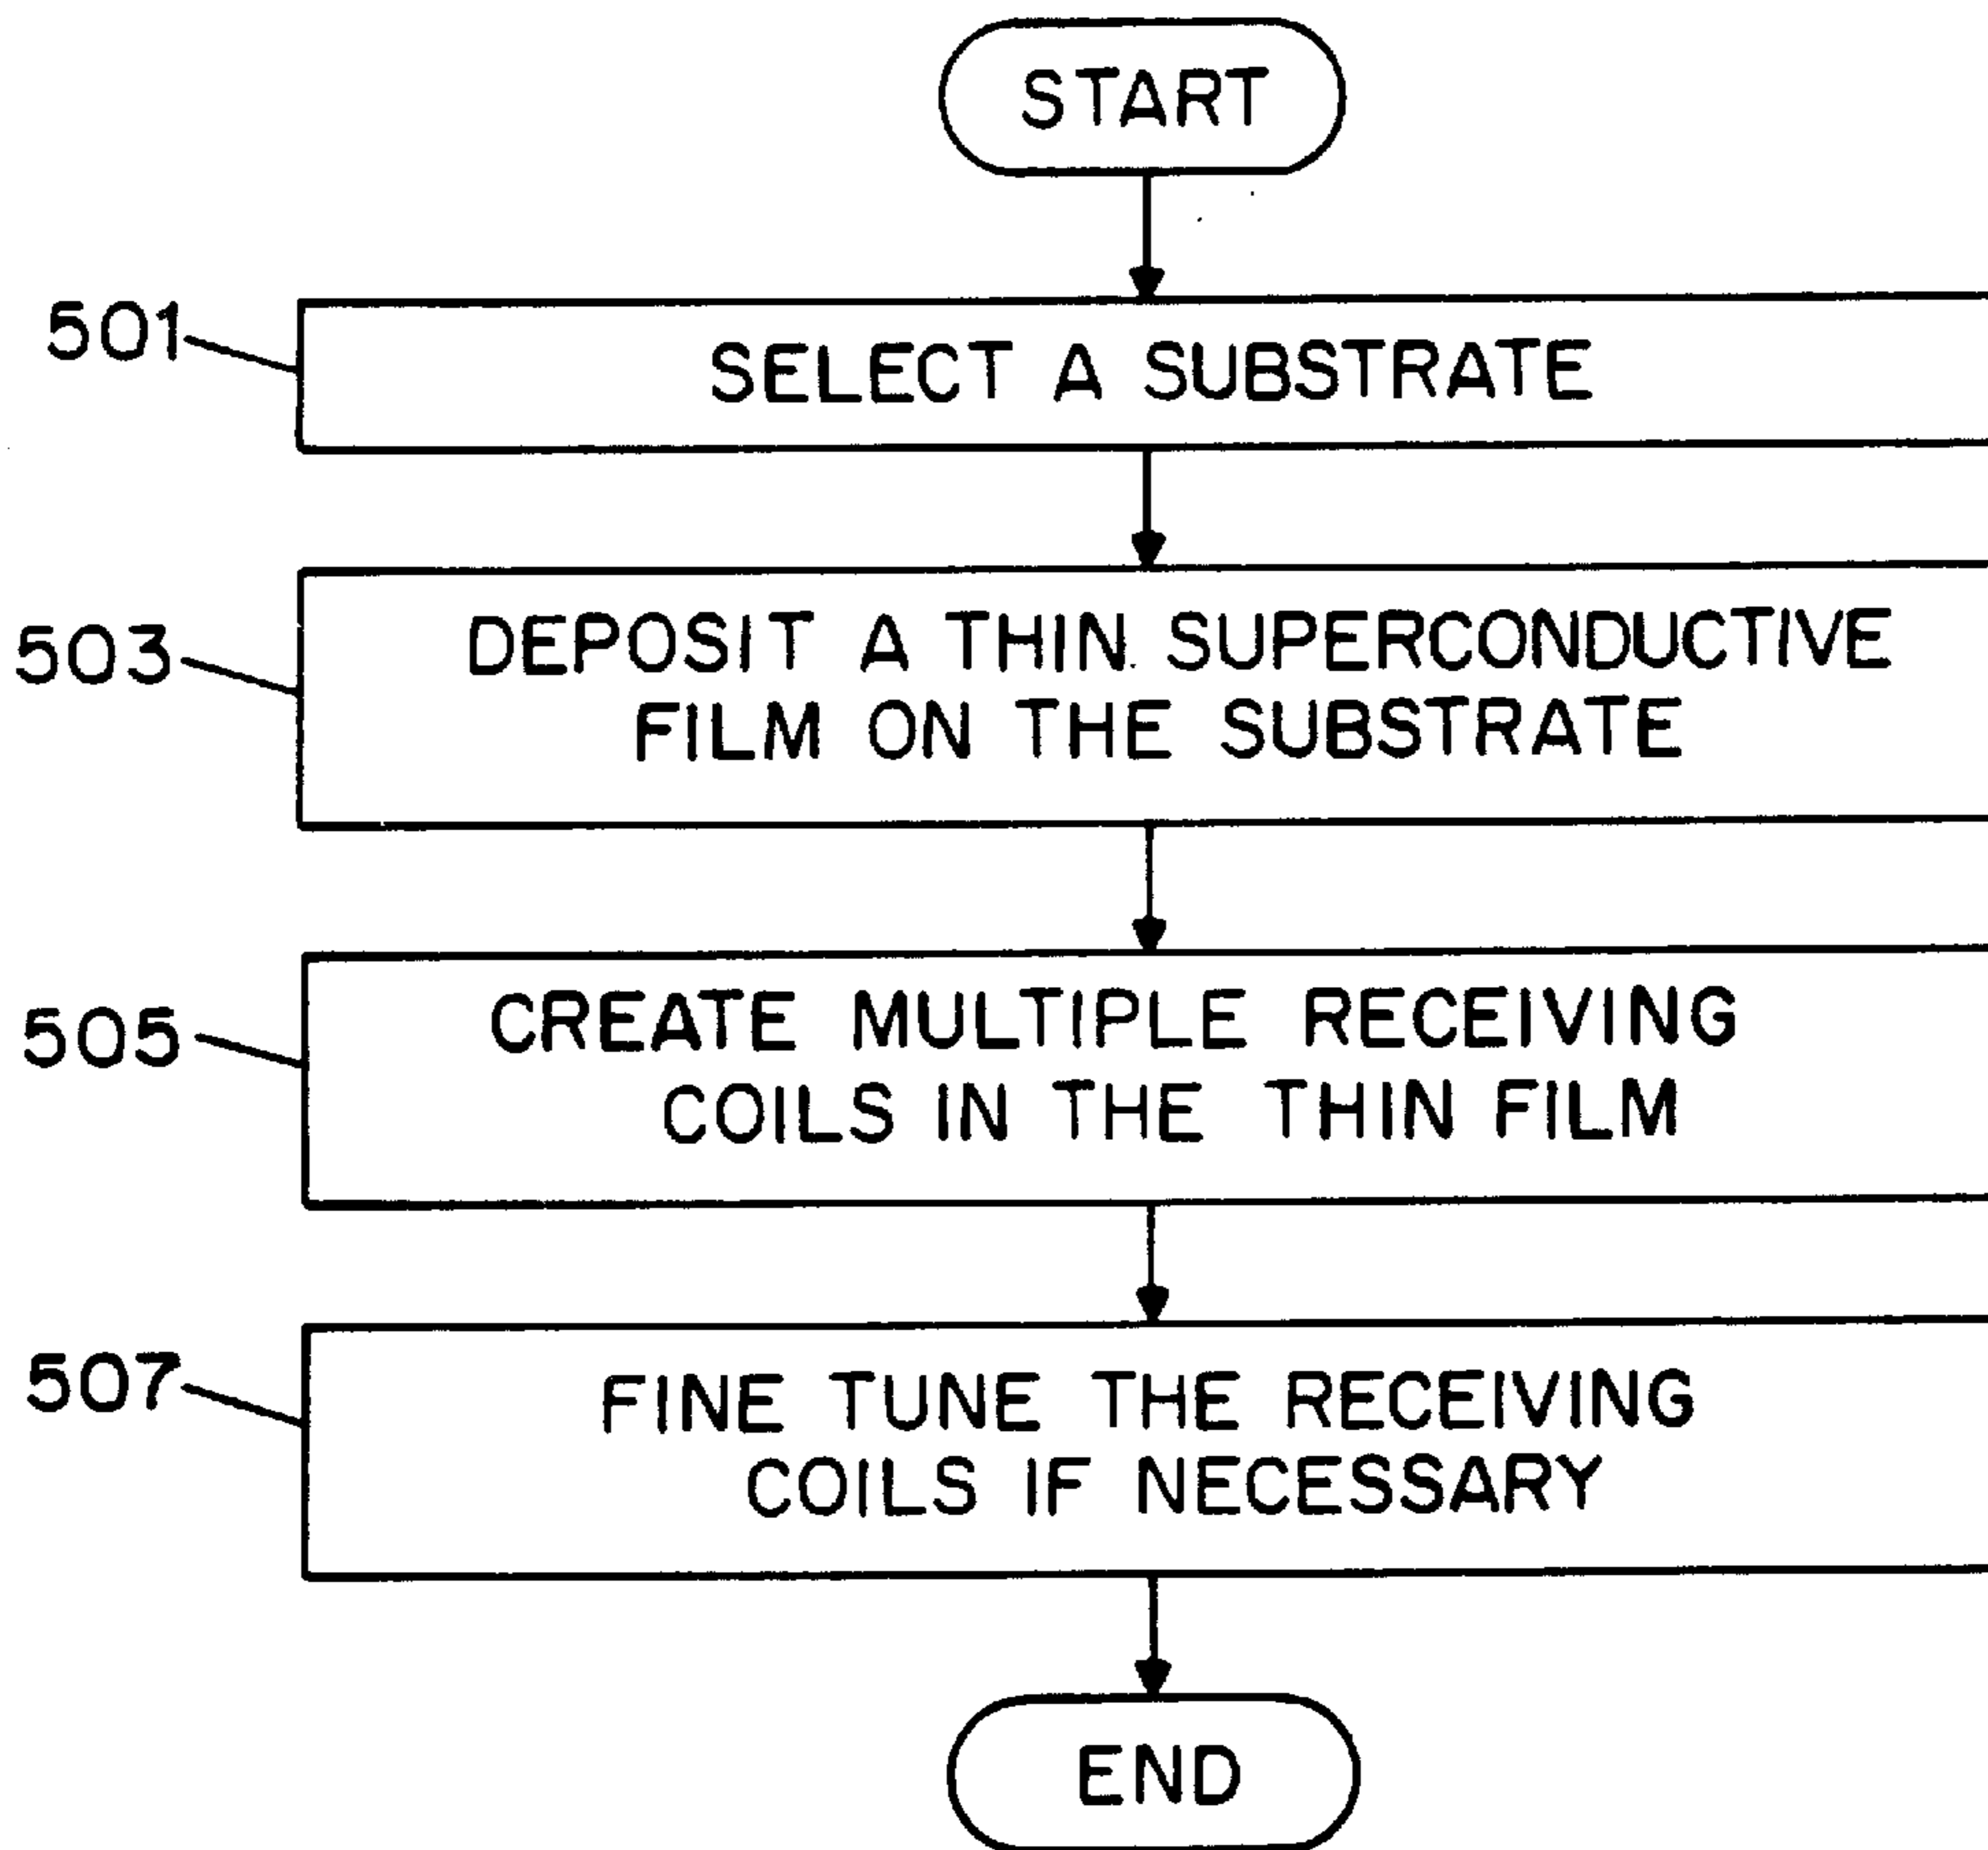 START
501
SELECT A SUBSTRATE
503
DEPOSIT A THIN SUPERCONDUCTIVE
FILM ON THE SUBSTRATE
505
CREATE MULTIPLE RECEIVING
COILS IN THE THIN FILM
507
FINE TUNE THE RECEIVING
COILS IF NECESSARY
END